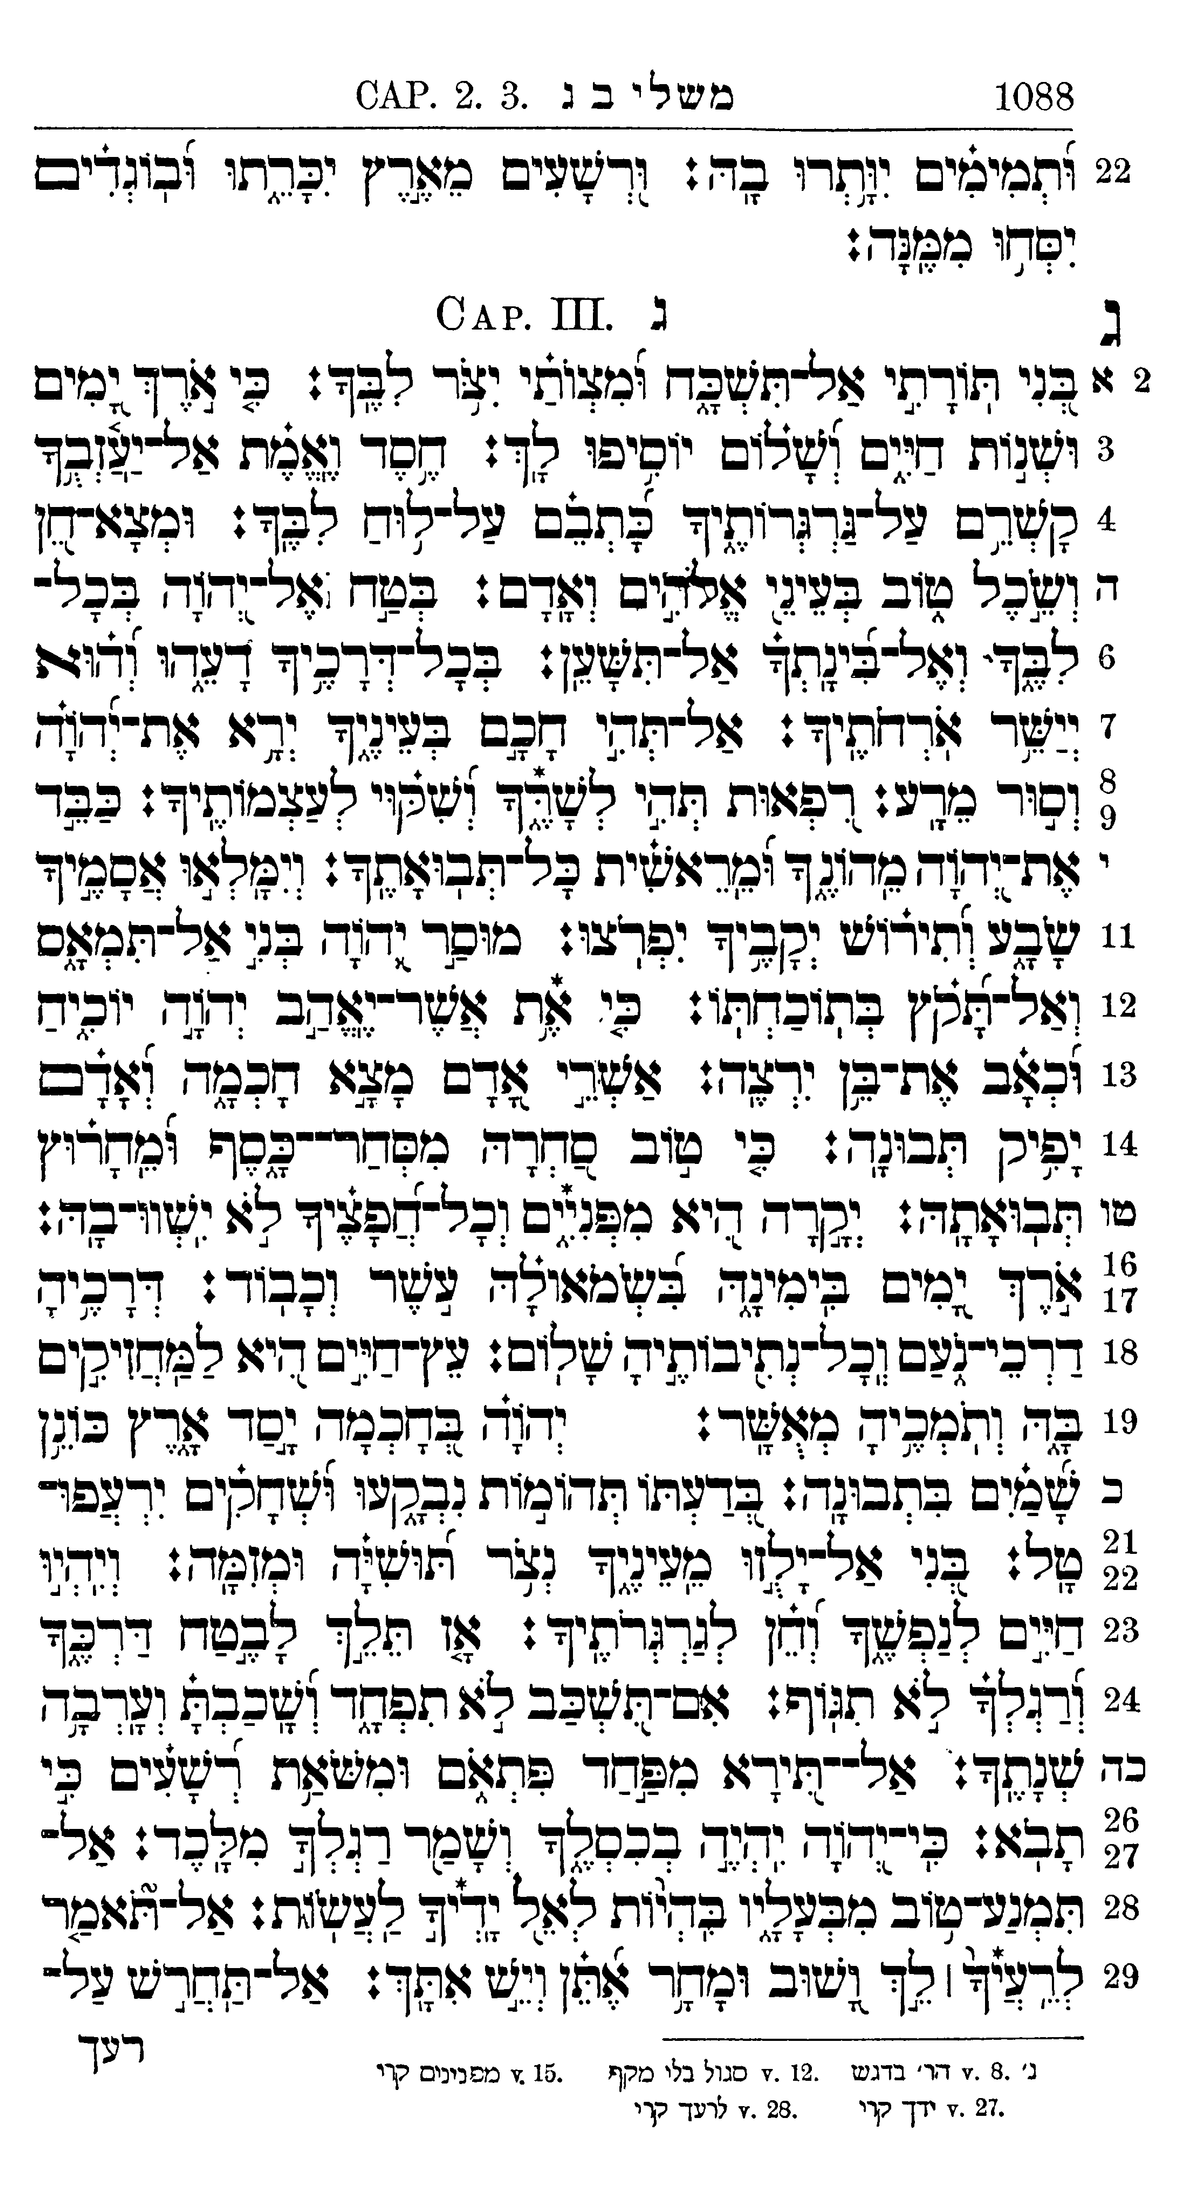 CAP. 2. 3. משלי ב ג 1088
22 וּתְמִימִים יִוָּתְרוּ בָהּ׃ וּרְשָׁעִים מֵאֶרֶץ יִכָּרֵתוּ וּבוֹגְדִים
יִסְּחוּ מִמֶּנָּה׃
CAP. III. ג ג
2 א בְּנִי תּוֹרָתִי אַל־תִּשְׁכָּח וּמִצְוֹתַי יִצֹּר לִבֶּךָ׃ כִּי אֹרֶךְ יָמִים
3 וּשְׁנוֹת חַיִּים וְשָׁלוֹם יוֹסִיפוּ לָךְ׃ חֶסֶד וֶאֱמֶת אַל־יַעַזְבֻךָ
4 קָשְׁרֵם עַל־גַּרְגְּרוֹתֶיךָ כָּתְבֵם עַל־לוּחַ לִבֶּךָ׃ וּמְצָא־חֵן
ה וְשֵׂכֶל טוֹב בְּעֵינֵי אֱלֹהִים וְאָדָם׃ בְּטַח אֶל־יְהוָֹה בְּכָל־
6 לִבֶּךָ וְאֶל־בִּינָתְךָ אַל־תִּשָּׁעֵן׃ בְּכָל־דְּרָכֶיךָ דָעֵהוּ וְהוּא
7 יְיַשֵּׁר אֹרְחֹתֶיךָ׃ אַל־תְּהִי חָכָם בְּעֵינֶיךָ יְרָא אֶת־יְהוָֹה
8 9 וְסוּר מֵרָע׃ רִפְאוּת תְּהִי לְשָׁרֶּ֯ךָ וְשִׁקּוּי לְעַצְמוֹתֶיךָ׃ כַּבֵּד
י אֶת־יְהוָֹה מֵהוֹנֶךָ וּמֵרֵאשִׁית כָּל־תְּבוּאָתֶךָ׃ וְיִמָּלְאוּ אֲסָמֶיךָ
11 שָׂבָע וְתִירוֹשׁ יְקָבֶיךָ יִפְרֹצוּ׃ מוּסַר יְהוָֹה בְּנִי אַל־תִּמְאָס
12 וְאַל־תָּקֹץ בְּתוֹכַחְתּוֹ׃ כִּי אֶת֯ אֲשֶׁר־יֶאֱהַב יְהוָֹה יוֹכִיחַ
13 וּכְאָב אֶת־בֵּן יִרְצֶה׃ אַשְׁרֵי אָדָם מָצָא חָכְמָה וְאָדָם
14 יָפִיק תְּבוּנָה׃ כִּי טוֹב סַחְרָהּ מִסְּחַר־כָּסֶף וּמֵחָרוּץ
טו תְּבוּאָתָהּ׃ יְקָרָה הִיא מִפְּנִיִּ֯ים וְכָל־חֲפָצֶיךָ לֹא יִשְׁווּ־בָהּ׃
16 17 אֹרֶךְ יָמִים בִּימִינָהּ בִּשְׂמֹאולָהּ עֹשֶׁר וְכָבוֹד׃ דְּרָכֶיהָ
18 דַרְכֵי־נֹעַם וְכָל־נְתִיבוֹתֶיהָ שָׁלוֹם׃ עֵץ־חַיִּים הִיא לַמַּחֲזִיקִים
19 בָּהּ וְתֹמְכֶיהָ מְאֻשָּׁר׃ יְהוָֹה בְּחָכְמָה יָסַד אָרֶץ כּוֹנֵן
כ שָׁמַיִם בִּתְבוּנָה׃ בְּדַעְתּוֹ תְּהוֹמוֹת נִבְקָעוּ וּשְׁחָקִים יִרְעֲפוּ־
21 22 טָל׃ בְּנִי אַל־יָלֻזוּ מֵעֵינֶיךָ נְצֹר תּוּשִׁיָּה וּמְזִמָּה׃ וְיִהְיוּ
23 חַיִּים לְנַפְשֶׁךָ וְחֵן לְגַרְגְּרֹתֶיךָ׃ אָז תֵּלֵךְ לָבֶטַח דַּרְכֶּךָ
24 וְרַגְלְךָ לֹא תִגּוֹף׃ אִם־תִּשְׁכַּב לֹא תִפְחָד וְשָׁכַבְתָּ וְעָרְבָה
כה שְׁנָתֶךָ׃ אַל־תִּירָא מִפַּחַד פִּתְאֹם וּמִשֹּׁאַת רְשָׁעִים כִּי
26 27 תָבֹא׃ כִּי־יְהוָֹה יִהְיֶה בְכִסְלֶךָ וְשָׁמַר רַגְלְךָ מִלָּכֶד׃ אַל־
28 תִּמְנַע־טוֹב מִבְּעָלָיו בִּהְיוֹת לְאֵל יָדְי֯ךָ לַעֲשׂוֹת׃ אַל־תֹּאמַר
29 לְרֵעֲי֯ךָ ׀ לֵךְ וָשׁוּב וּמָחָר אֶתֵּן וְיֵשׁ אִתָּךְ׃ אַל־תַּחֲרֹשׁ עַל־
רעך
ג׳ v. 8. הר׳ בדגש v. 12. סגול בלי מקף v. 15. מפנינים קרי
v. 27. ידך קרי v. 28. לרעך קרי